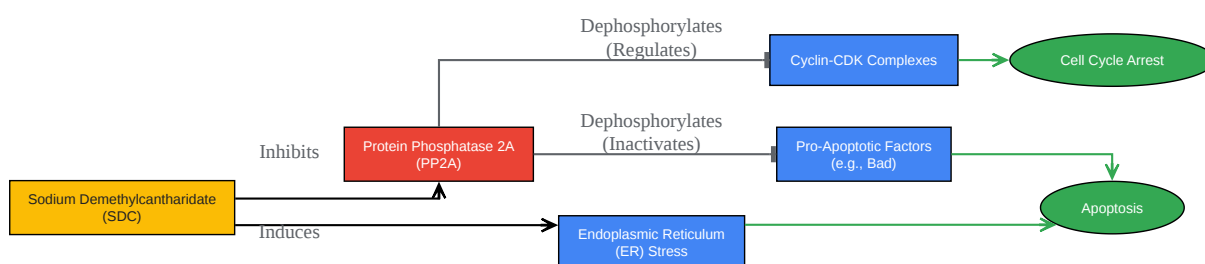 Dephosphorylates
(Regulates)
Cyclin-CDK Complexes
Cell Cycle Arrest
Inhibits
Protein Phosphatase 2A
(PP2A)
Dephosphorylates
(Inactivates)
Pro-Apoptotic Factors
(e.g., Bad)
Sodium Demethylcantharidate
(SDC)
Induces
Endoplasmic Reticulum
(ER) Stress
Apoptosis